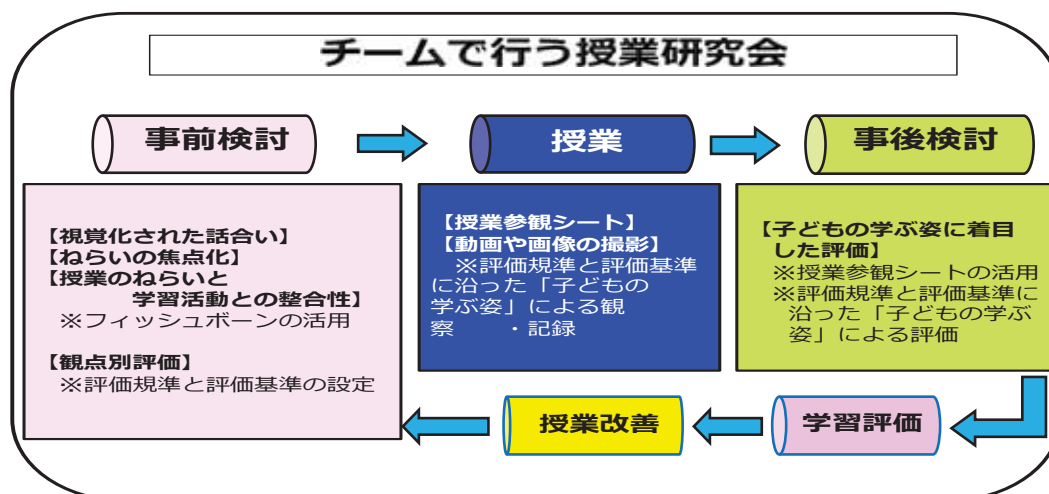 チームで行う授業研究会
事前検討
授業
事後検討
【視覚化された話合い】
【ねらいの焦点化】
【授業のねらいと
学習活動との整合性】
※フィッシュボーンの活用
【観点別評価】
※評価規準と評価基準の設定
【授業参観シート】
【動画や画像の撮影】
※評価規準と評価基準
に沿った「子どもの
学ぶ姿」による観
察　　・記録
【子どもの学ぶ姿に着目
した評価】
※授業参観シートの活用
※評価規準と評価基準に
沿った「子どもの学ぶ
姿」による評価
授業改善
学習評価